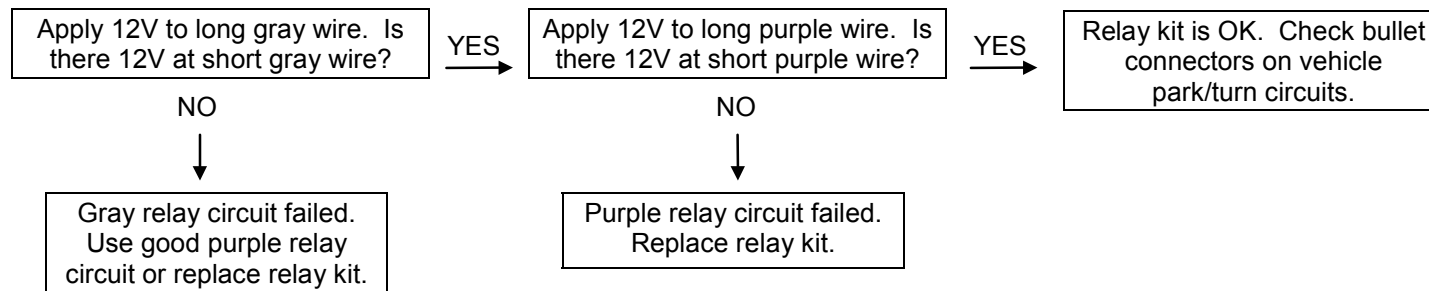 Apply 12V to long gray wire.  Is
there 12V at short gray wire?
YES
Apply 12V to long purple wire.  Is
there 12V at short purple wire?
YES
Relay kit is OK.  Check bullet
connectors on vehicle
park/turn circuits.
NO
NO
Gray relay circuit failed.
Use good purple relay
circuit or replace relay kit.
Purple relay circuit failed.
Replace relay kit.